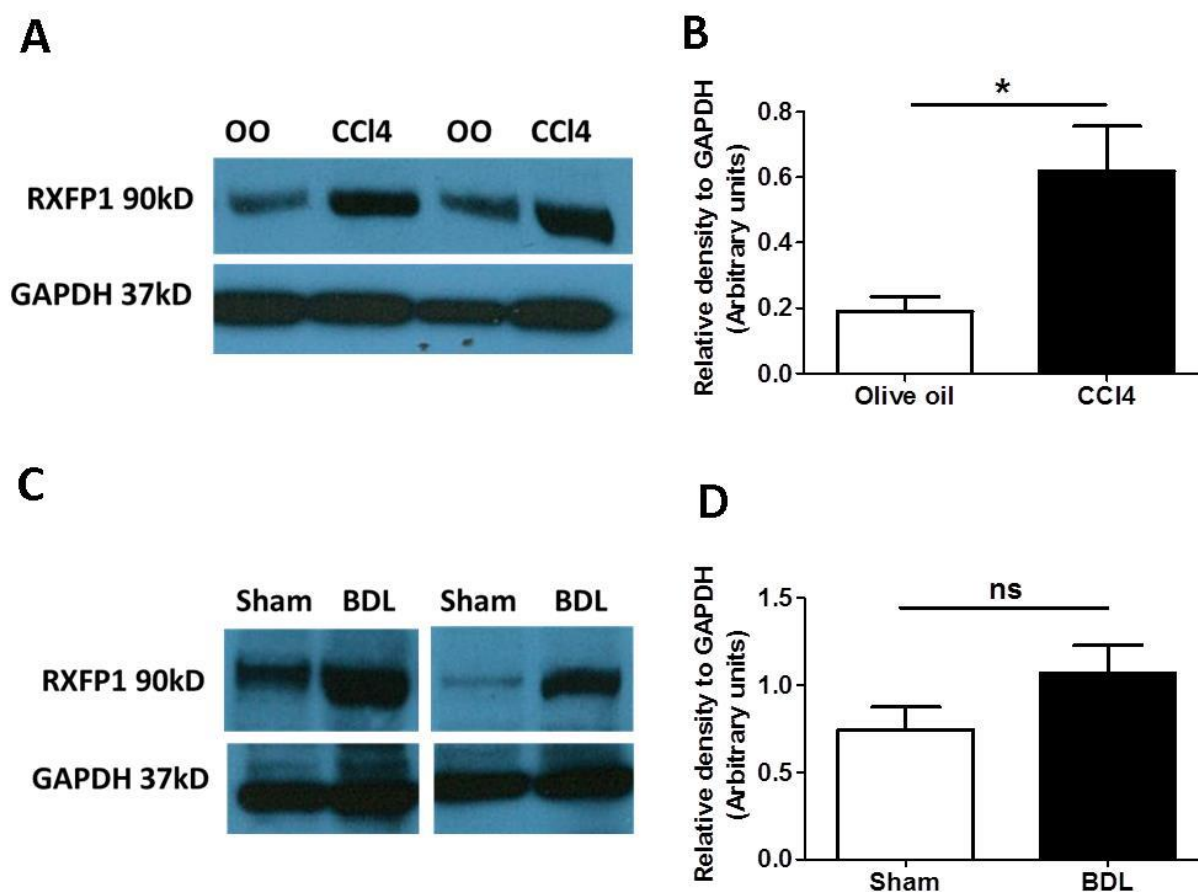 A
OO CCl4 OO CCl4
RXFP1 90kD
GAPDH 37kD
B
Relative density to GAPDH
(Arbitrary units)
*
0.8
0.6
0.4
0.2
0.0
Olive oil CCl4
C
Sham BDL Sham BDL
RXFP1 90kD
GAPDH 37kD
D
Relative density to GAPDH
(Arbitrary units)
ns
1.5
1.0
0.5
0.0
Sham BDL